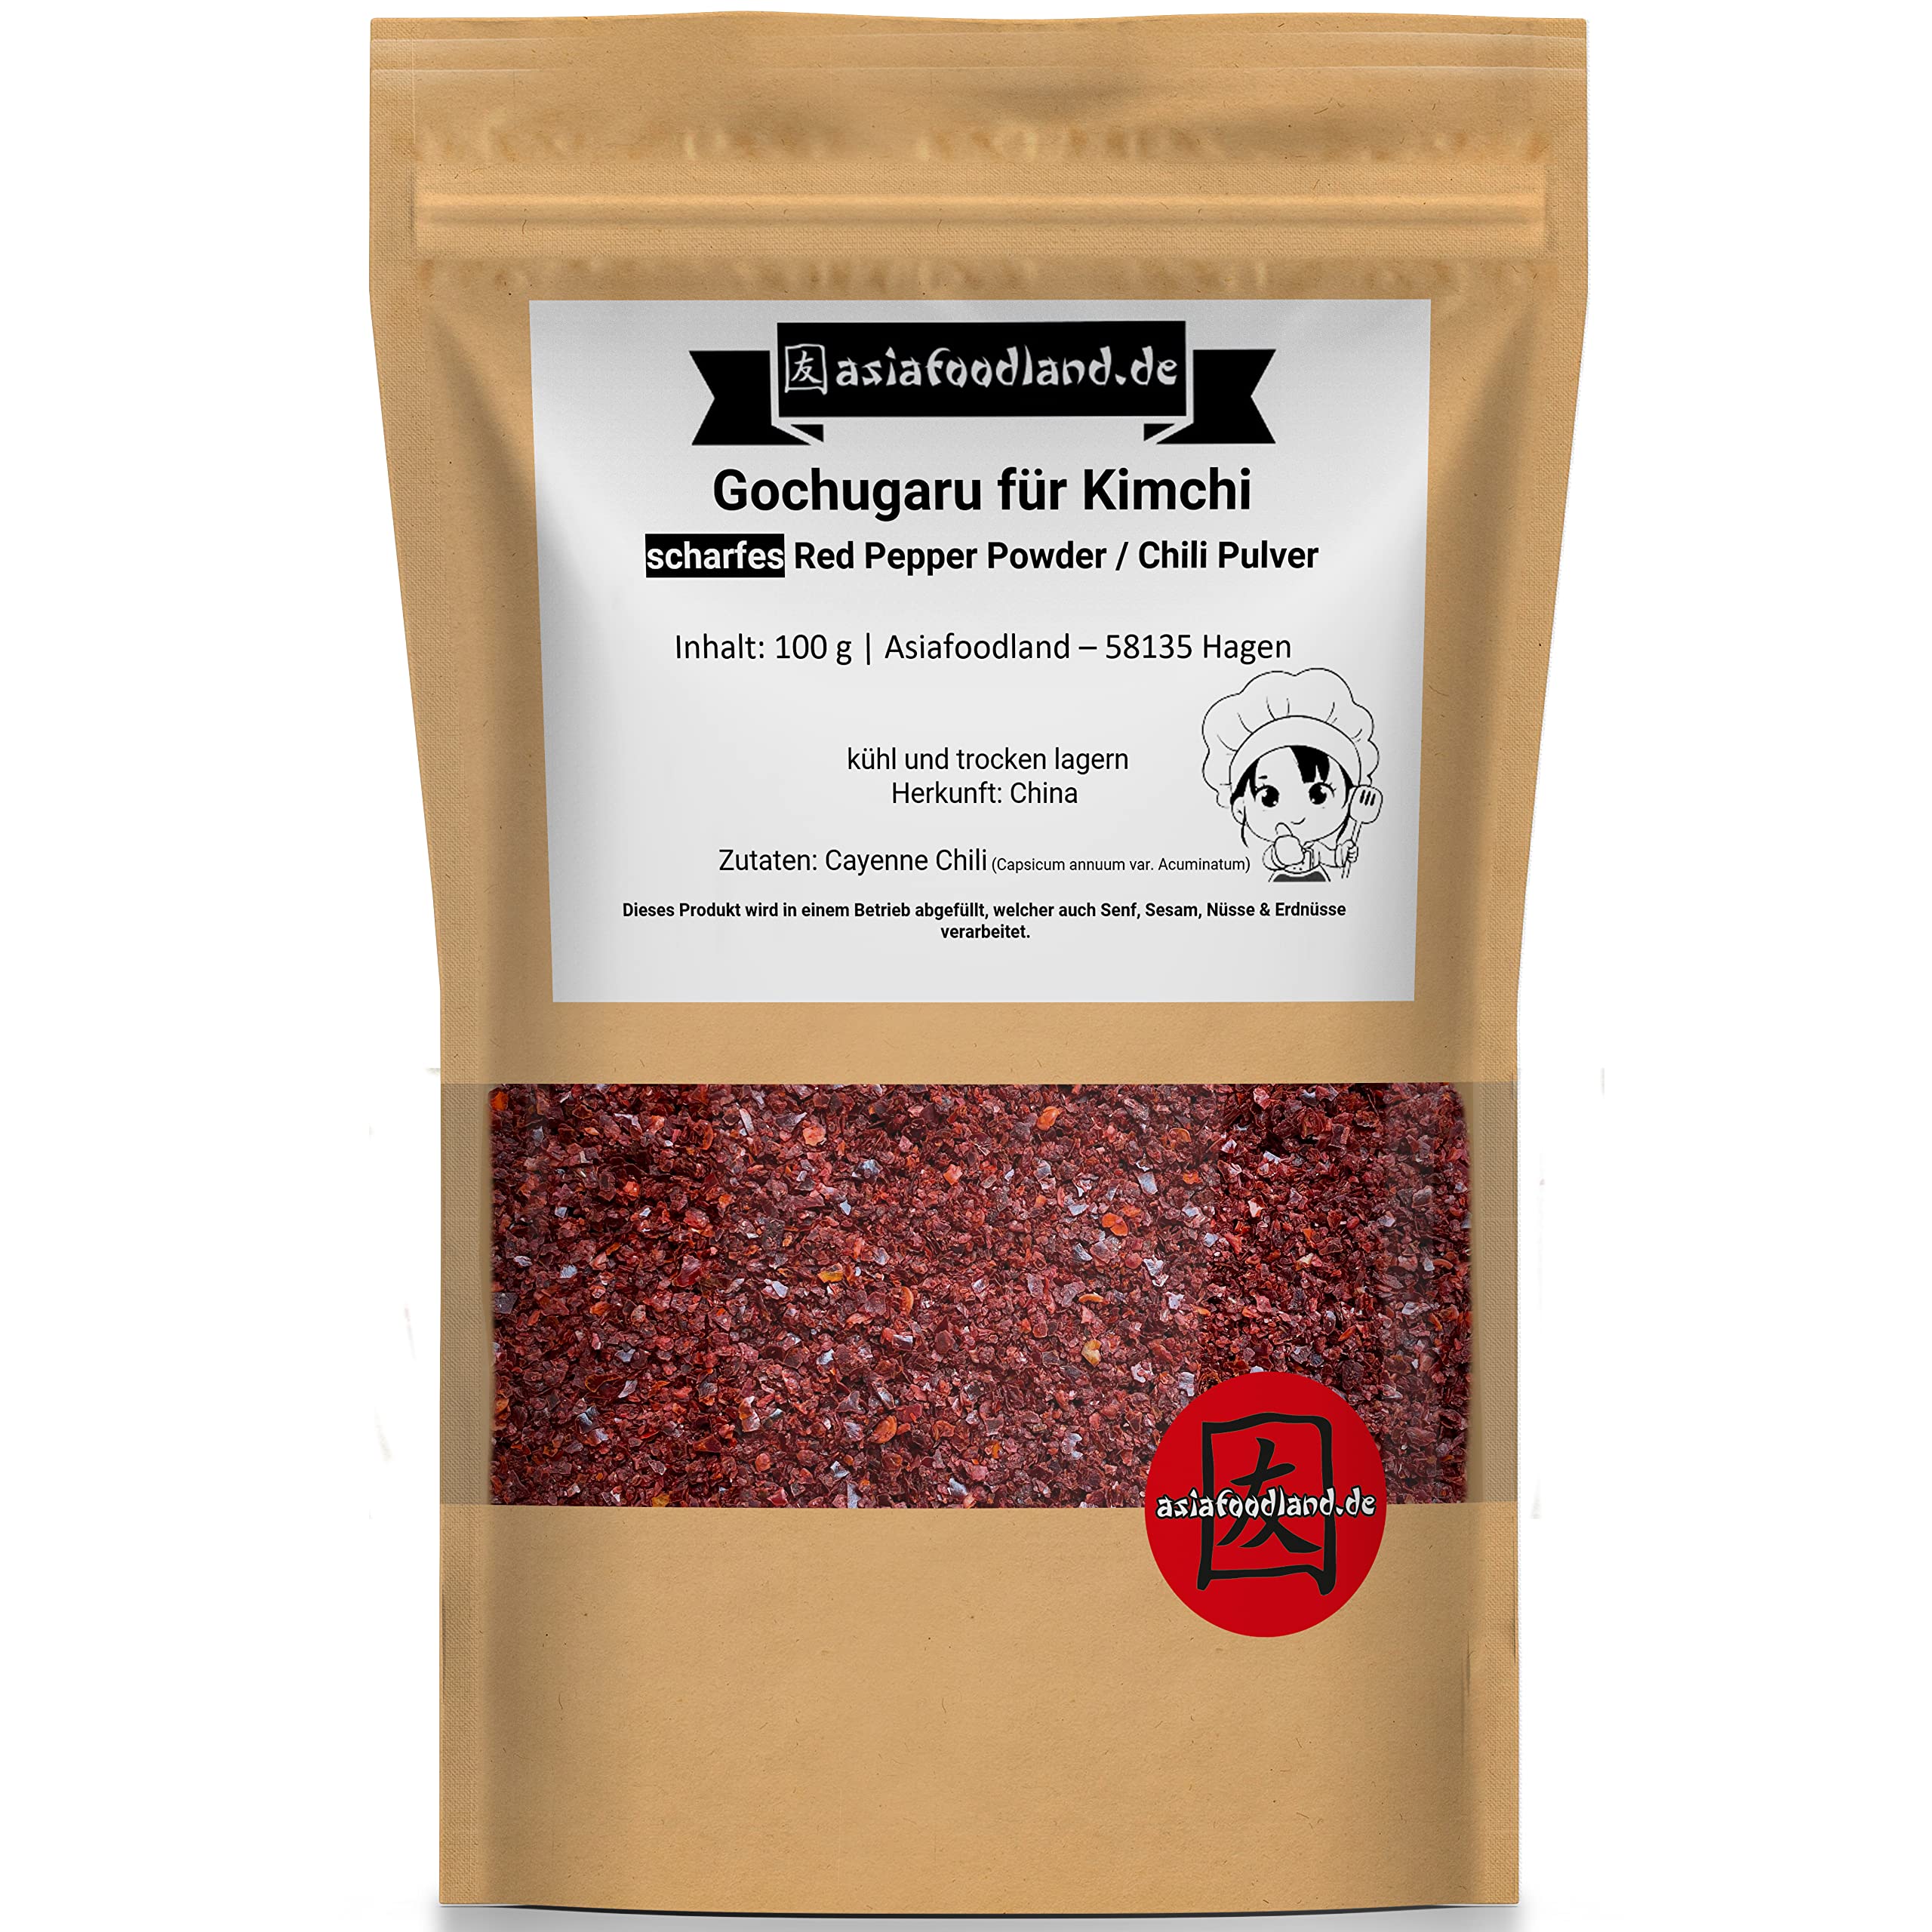 友 asiafoodland.de
Gochugaru für Kimchi
scharfes Red Pepper Powder / Chili Pulver
Inhalt: 100 g | Asiafoodland – 58135 Hagen
kühl und trocken lagern
Herkunft: China
Zutaten: Cayenne Chili (Capsicum annuum var. Acuminatum)
Dieses Produkt wird in einem Betrieb abgefüllt, welcher auch Senf, Sesam, Nüsse & Erdnüsse
verarbeitet.
友
asiafoodland.de